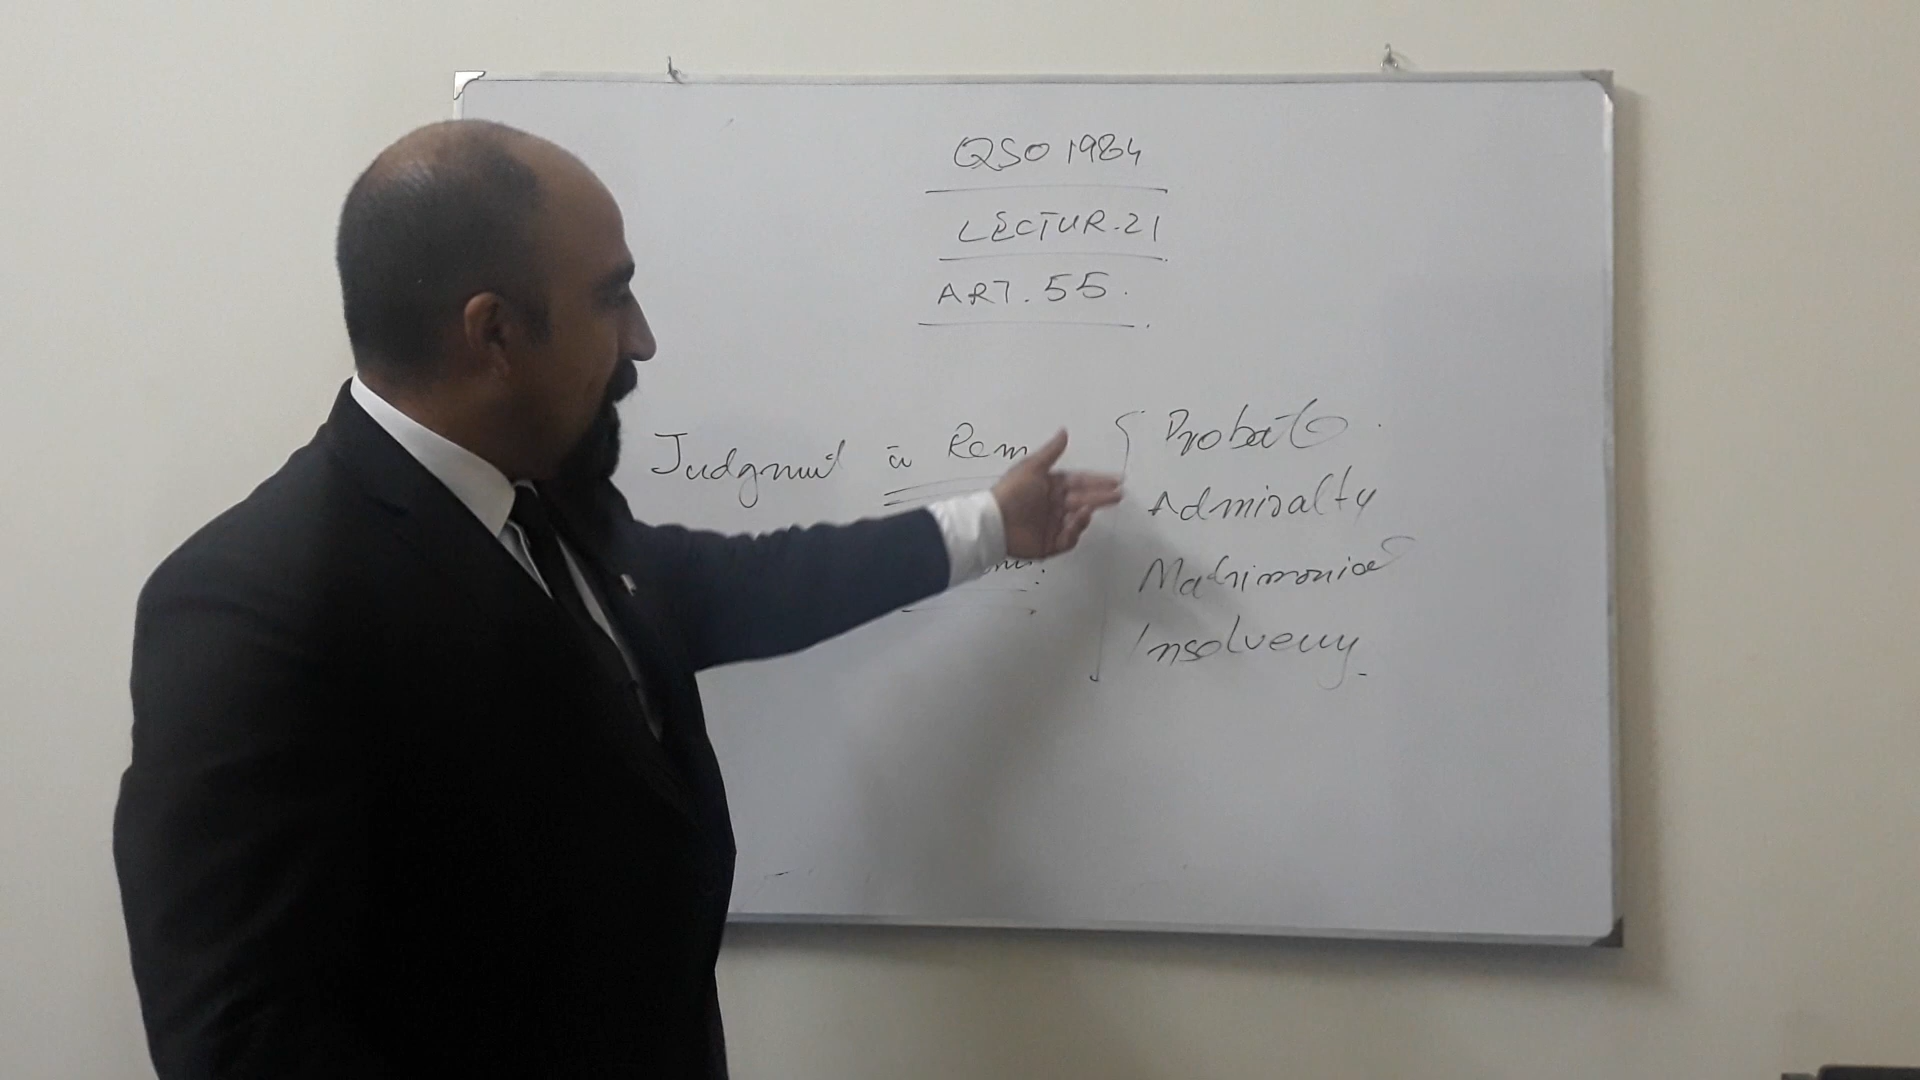 QSO 1984
LECTUR-21
ART. 55.
Judgment in Rem
Probate
Admiralty
Matrimonial
Insolvency